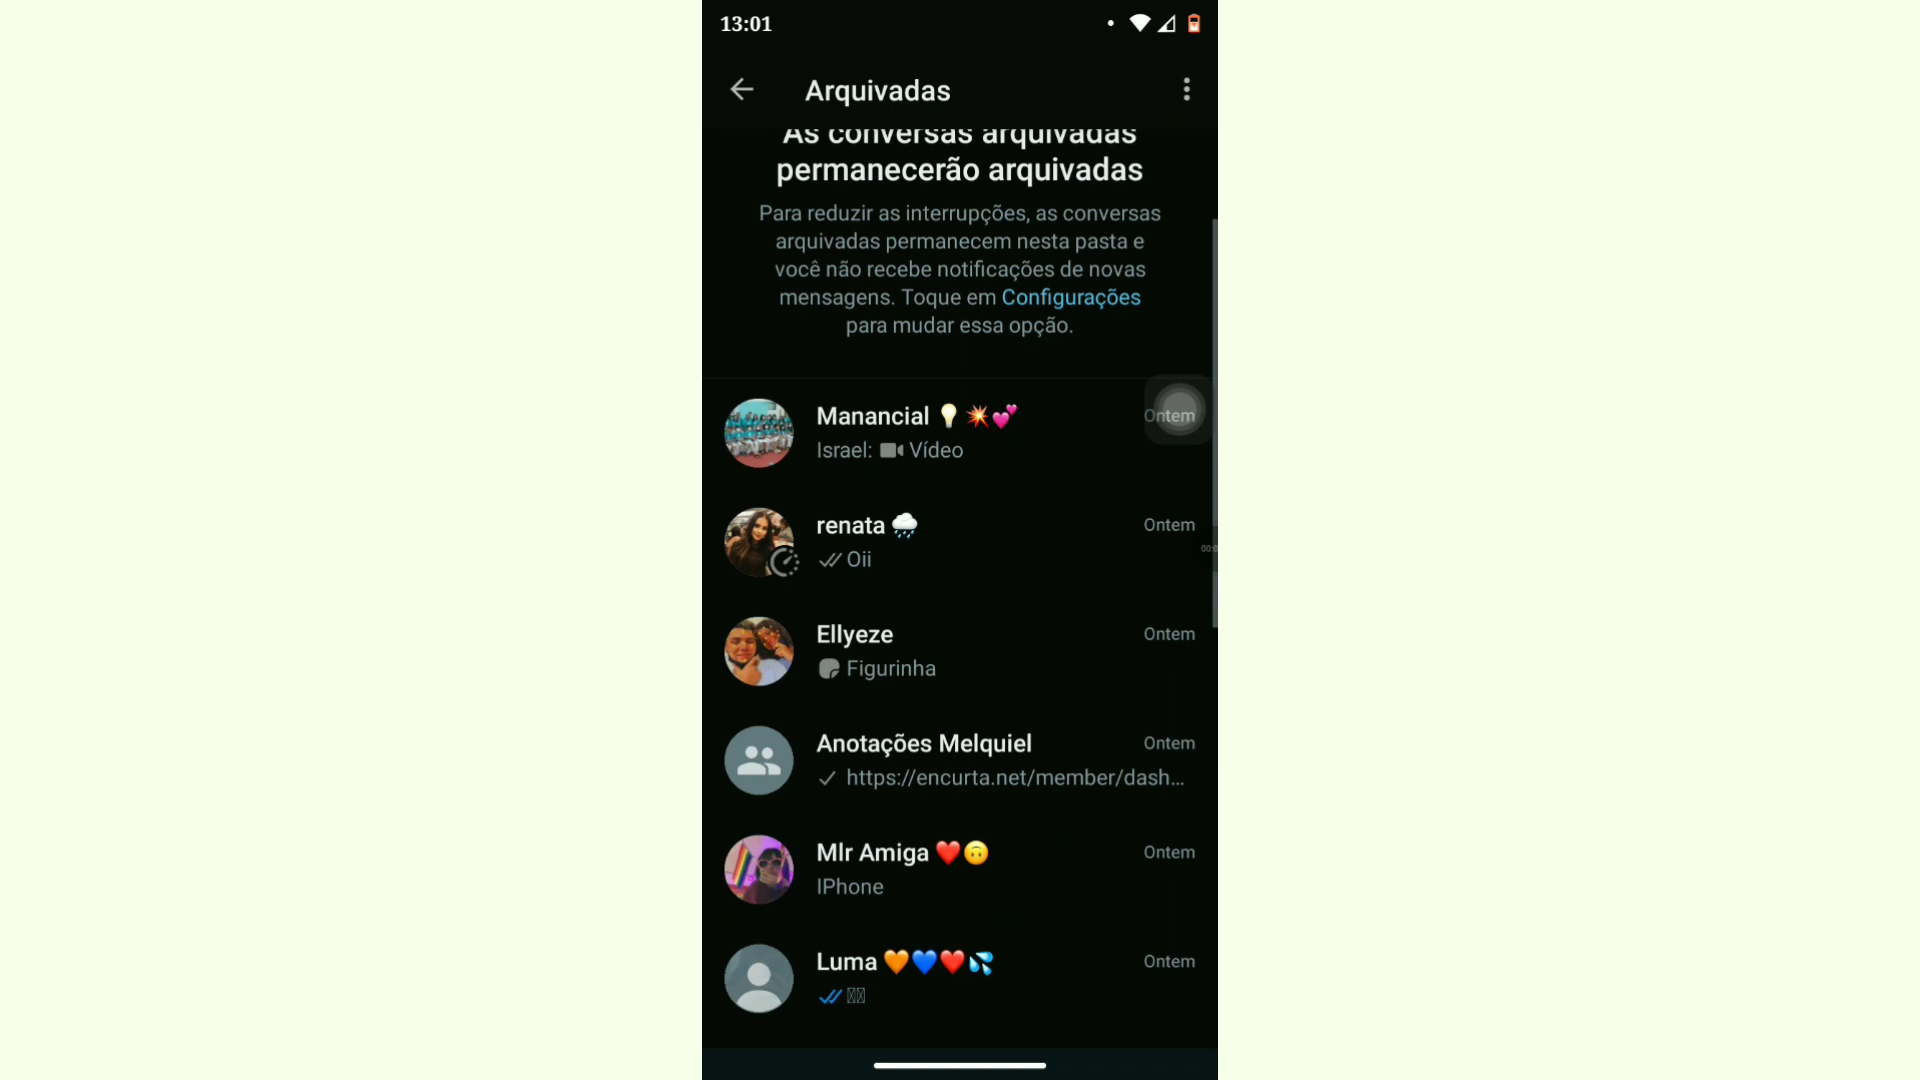 13:01
Arquivadas
As conversas arquivadas
permanecerão arquivadas
Para reduzir as interrupções, as conversas
arquivadas permanecem nesta pasta e
você não recebe notificações de novas
mensagens. Toque em Configurações
para mudar essa opção.
Manancial 💡💥💕 Ontem
Israel: Vídeo
renata 🌧️ Ontem
Oii
Ellyeze Ontem
Figurinha
Anotações Melquiel Ontem
https://encurta.net/member/dash...
Mlr Amiga ❤️🙃 Ontem
IPhone
Luma 🧡💙❤️💦 Ontem